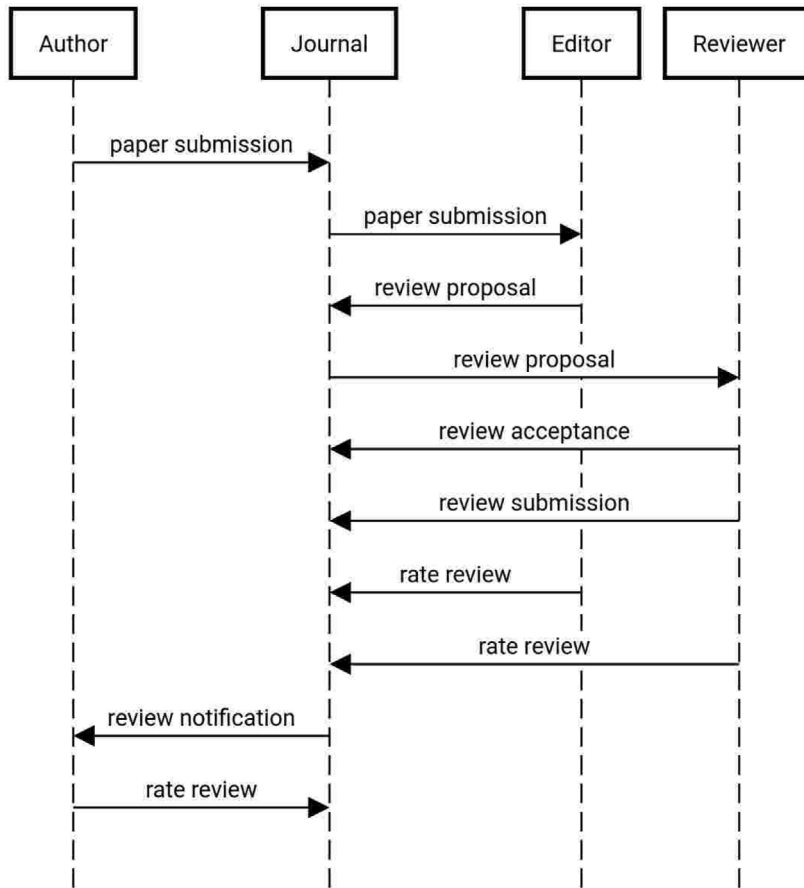 Author
Journal
Editor
Reviewer
paper submission
paper submission
review proposal
review proposal
review acceptance
review submission
rate review
rate review
review notification
rate review